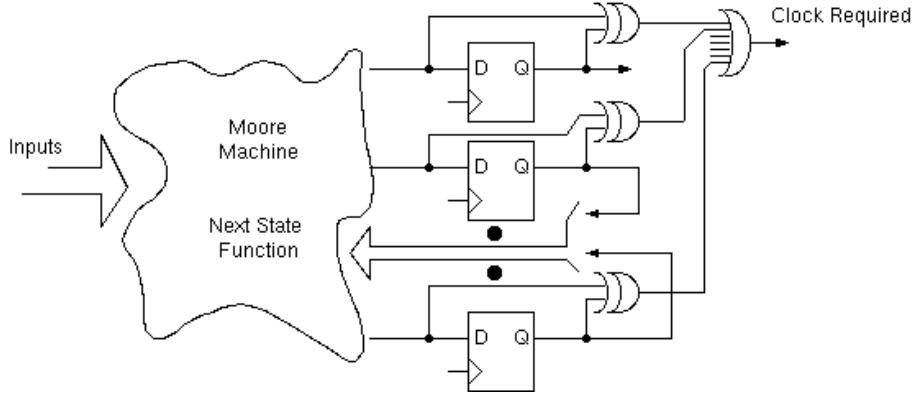 Clock Required
D Q
Moore
Machine
Inputs
D Q
Next State
Function
D Q